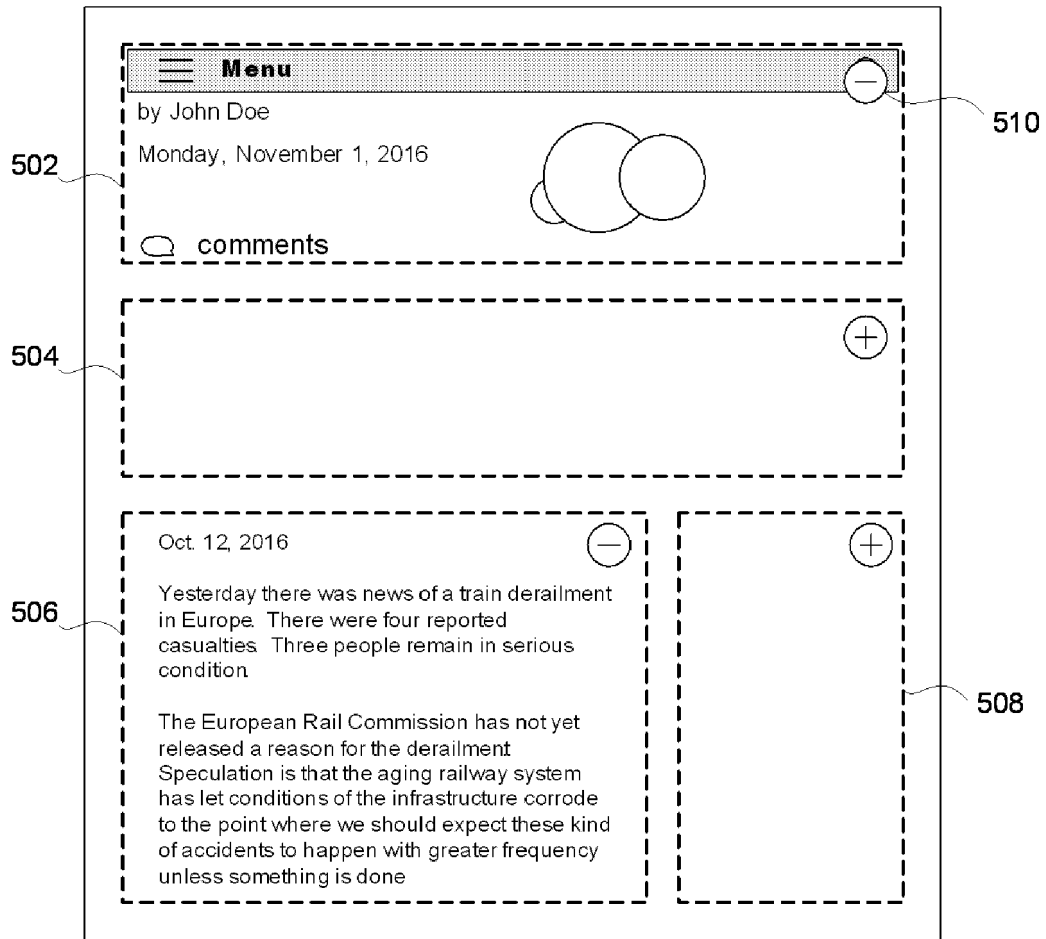 Menu
510
by John Doe
Monday, November 1, 2016
502
comments
504
Oct. 12, 2016
Yesterday there was news of a train derailment
506
in Europe. There were four reported
casualties. Three people remain in serious
condition.
The European Rail Commission has not yet
508
released a reason for the derailment.
Speculation is that the aging railway system
has let conditions of the infrastructure corrode
to the point where we should expect these kind
of accidents to happen with greater frequency
unless something is done